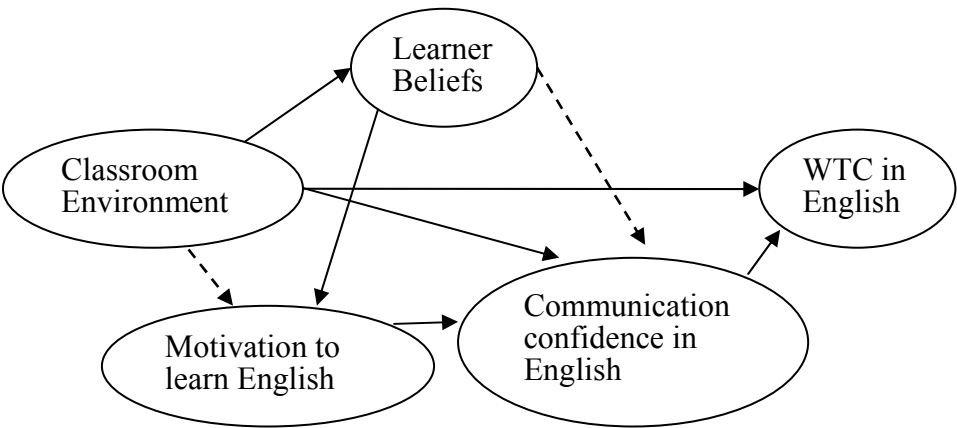 Learner
Beliefs
Classroom
Environment
WTC in
English
Communication
confidence in
English
Motivation to
learn English